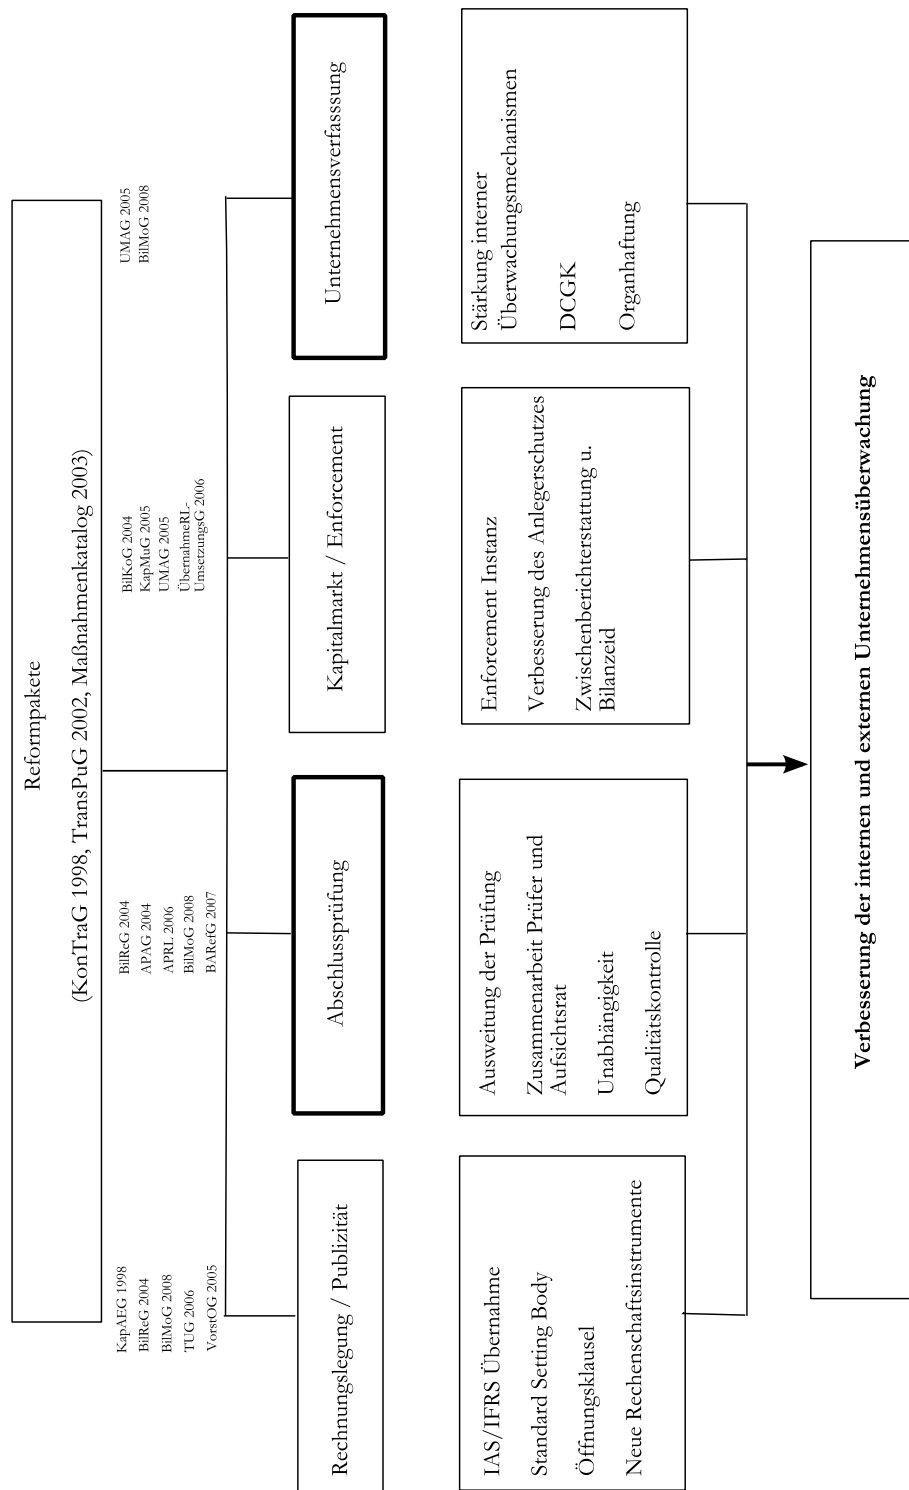 Reformpakete
(KonTraG 1998, TransPuG 2002, Maßnahmenkatalog 2003)
KapAEG 1998
BilReG 2004
BilMoG 2008
TUG 2006
VorstOG 2005
BilReG 2004
APAG 2004
APRL 2006
BilMoG 2008
BARefG 2007
BilKoG 2004
KapMuG 2005
UMAG 2005
ÜbernahmeRL-
UmsetzungsG 2006
UMAG 2005
BilMoG 2008
Rechnungslegung / Publizität
Abschlussprüfung
Kapitalmarkt / Enforcement
Unternehmensverfasssung
IAS/IFRS Übernahme
Standard Setting Body
Öffnungsklausel
Neue Rechenschaftsinstrumente
Ausweitung der Prüfung
Zusammenarbeit Prüfer und
Aufsichtsrat
Unabhängigkeit
Qualitätskontrolle
Enforcement Instanz
Verbesserung des Anlegerschutzes
Zwischenberichterstattung u.
Bilanzeid
Stärkung interner
Überwachungsmechanismen
DCGK
Organhaftung
Verbesserung der internen und externen Unternehmensüberwachung